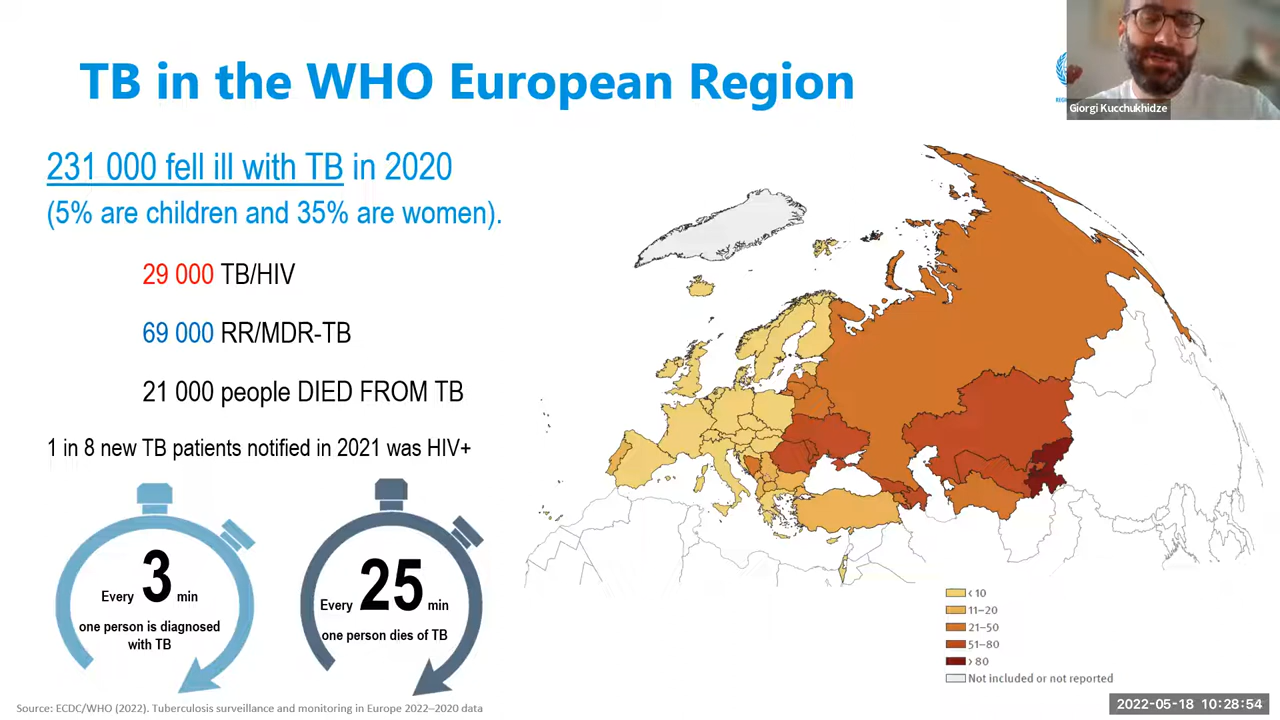 TB in the WHO European Region
Giorgi Kucchukhidze
231 000 fell ill with TB in 2020
(5% are children and 35% are women).
29 000 TB/HIV
69 000 RR/MDR-TB
21 000 people DIED FROM TB
1 in 8 new TB patients notified in 2021 was HIV+
Every 3 min
one person is diagnosed
with TB
Every 25 min
one person dies of TB
< 10
11–20
21–50
51–80
> 80
Not included or not reported
Source: ECDC/WHO (2022). Tuberculosis surveillance and monitoring in Europe 2022–2020 data
2022-05-18 10:28:54